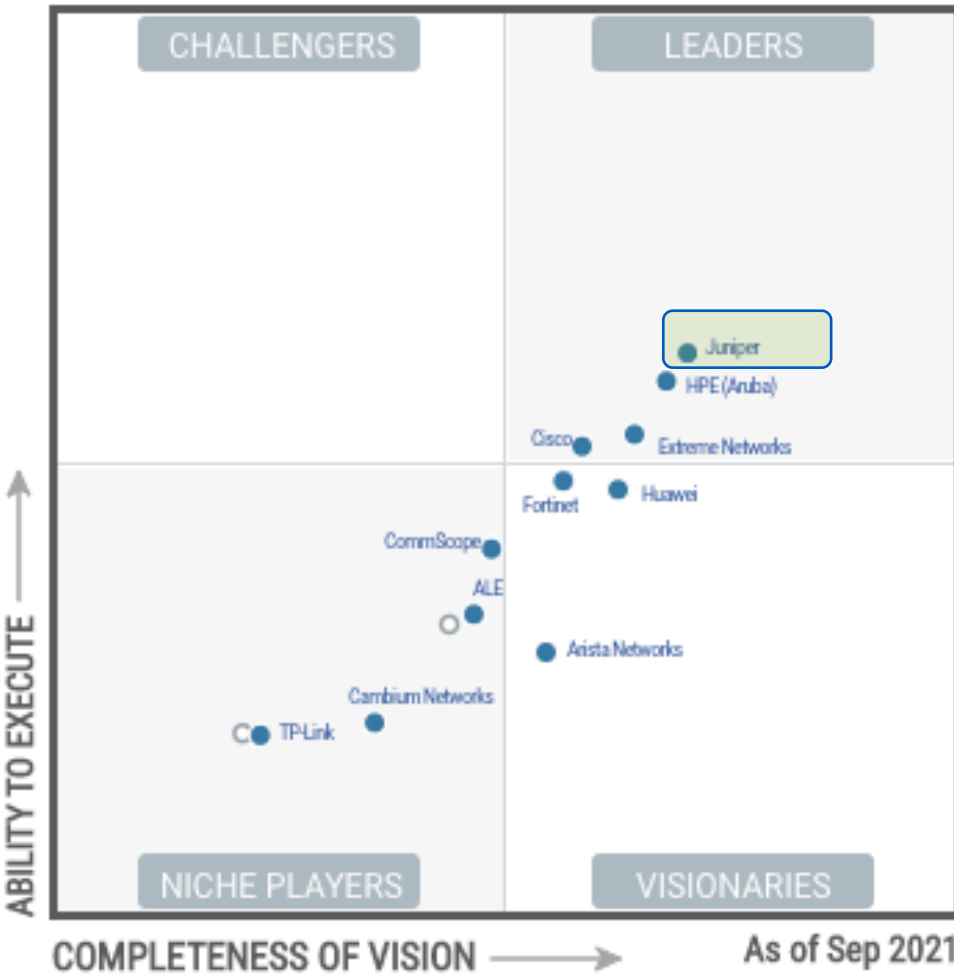 CHALLENGERS
LEADERS
Juniper
HPE (Aruba)
Cisco
Extreme Networks
Fortinet
Huawei
CommScope
ALE
Arista Networks
Cambium Networks
TP-Link
NICHE PLAYERS
VISIONARIES
ABILITY TO EXECUTE
COMPLETENESS OF VISION
As of Sep 2021